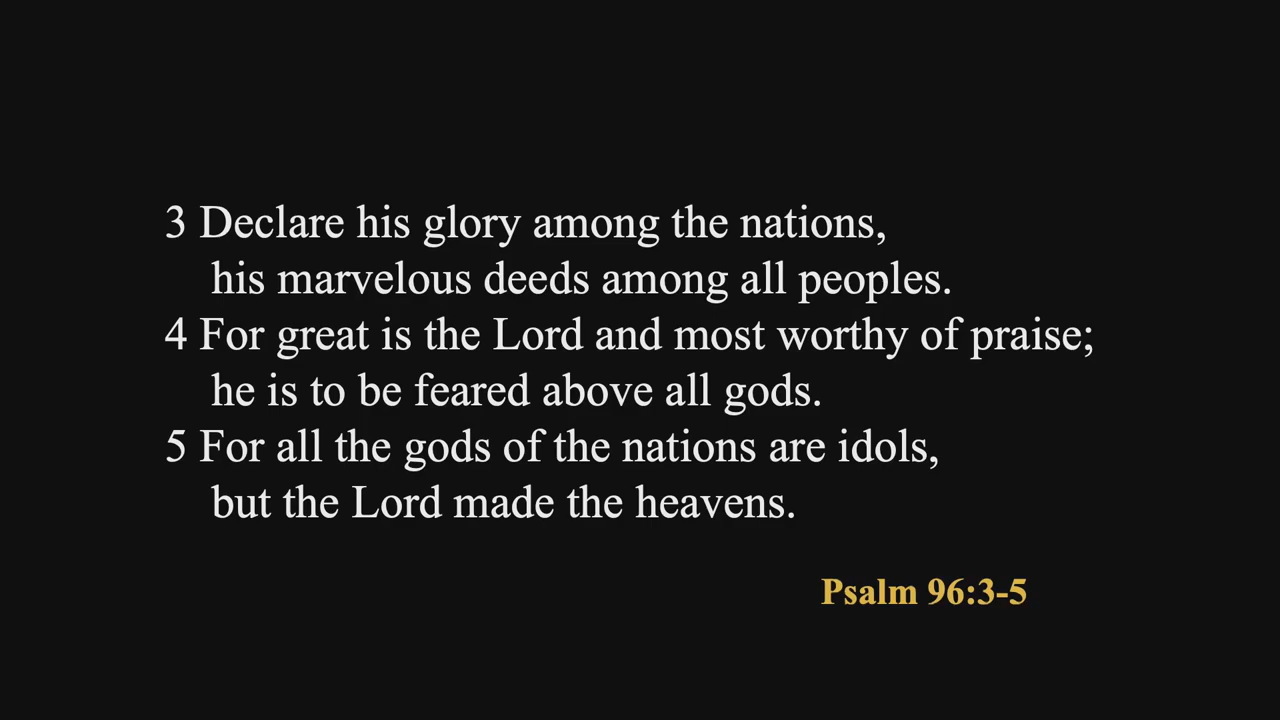 3 Declare his glory among the nations,
his marvelous deeds among all peoples.
4 For great is the Lord and most worthy of praise;
he is to be feared above all gods.
5 For all the gods of the nations are idols,
but the Lord made the heavens.
Psalm 96:3-5